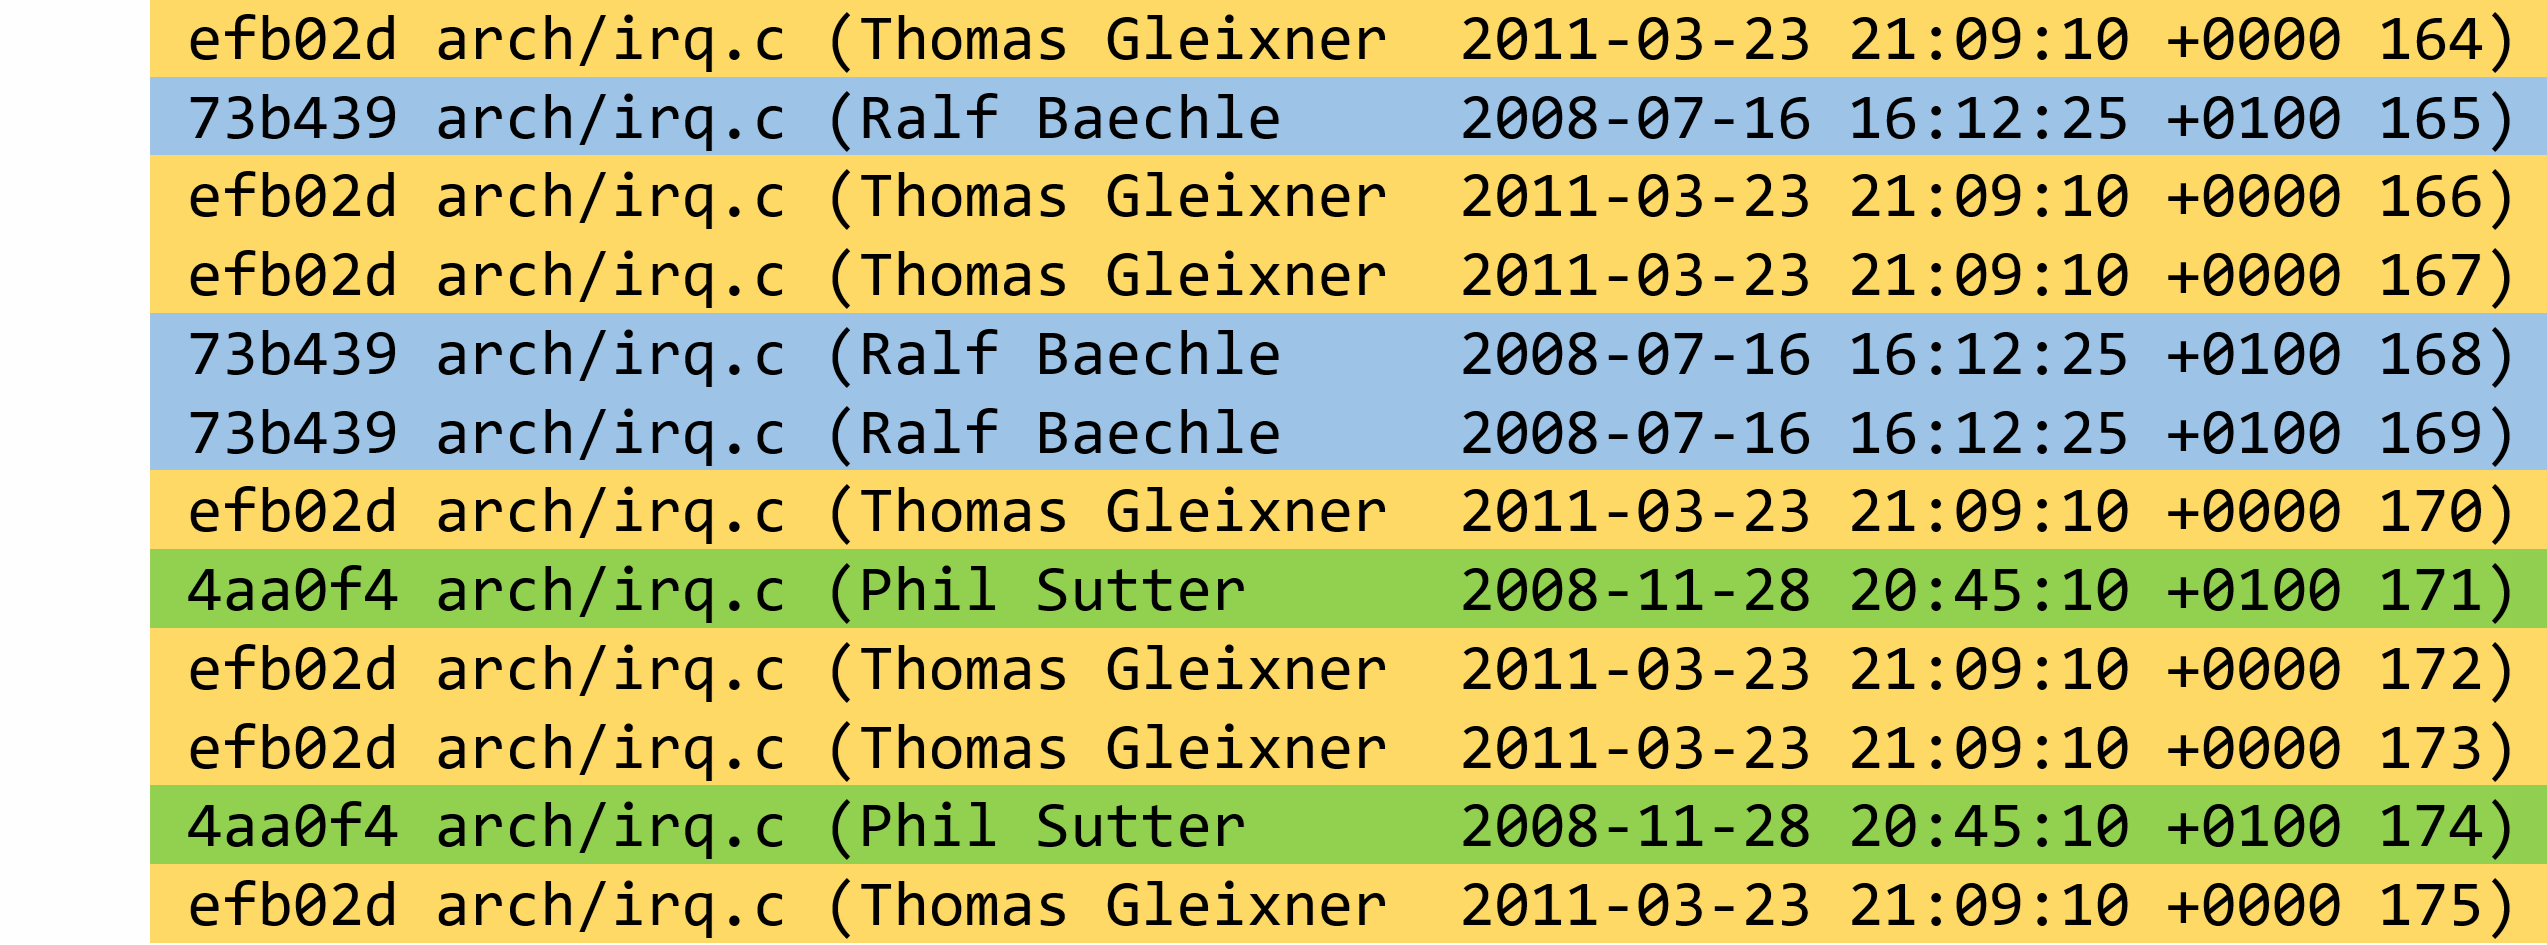 efb02d arch/irq.c (Thomas Gleixner  2011-03-23 21:09:10 +0000 164)
73b439 arch/irq.c (Ralf Baechle     2008-07-16 16:12:25 +0100 165)
efb02d arch/irq.c (Thomas Gleixner  2011-03-23 21:09:10 +0000 166)
efb02d arch/irq.c (Thomas Gleixner  2011-03-23 21:09:10 +0000 167)
73b439 arch/irq.c (Ralf Baechle     2008-07-16 16:12:25 +0100 168)
73b439 arch/irq.c (Ralf Baechle     2008-07-16 16:12:25 +0100 169)
efb02d arch/irq.c (Thomas Gleixner  2011-03-23 21:09:10 +0000 170)
4aa0f4 arch/irq.c (Phil Sutter      2008-11-28 20:45:10 +0100 171)
efb02d arch/irq.c (Thomas Gleixner  2011-03-23 21:09:10 +0000 172)
efb02d arch/irq.c (Thomas Gleixner  2011-03-23 21:09:10 +0000 173)
4aa0f4 arch/irq.c (Phil Sutter      2008-11-28 20:45:10 +0100 174)
efb02d arch/irq.c (Thomas Gleixner  2011-03-23 21:09:10 +0000 175)